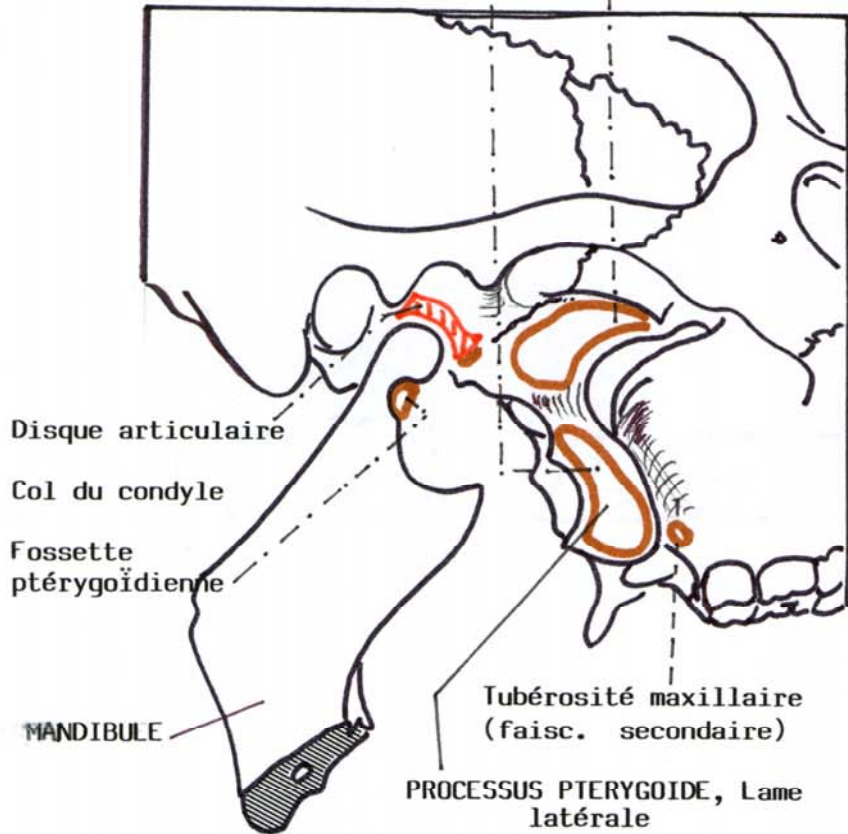 Disque articulaire
Col du condyle
Fossette
ptérygoïdienne
MANDIBULE
Tubérosité maxillaire
(faisc. secondaire)
PROCESSUS PTERYGOIDE, Lame
latérale